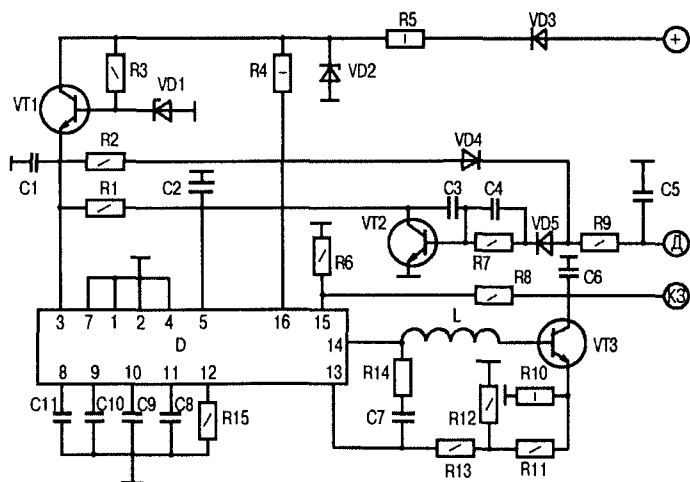 R5 VD3 +
R3 R4 VD2
VT1 VD1
R2 VD4
C1 R1 C2 C3 C4 C5
VT2 VD5 R9
R6 R7 Д
C6
R8 КЗ
3 7 1 2 4 5 16 15
L
D 14 VT3
8 9 10 11 12 13 R14 R10
C11 C10 C9 C8 R15 C7 R12
R13 R11